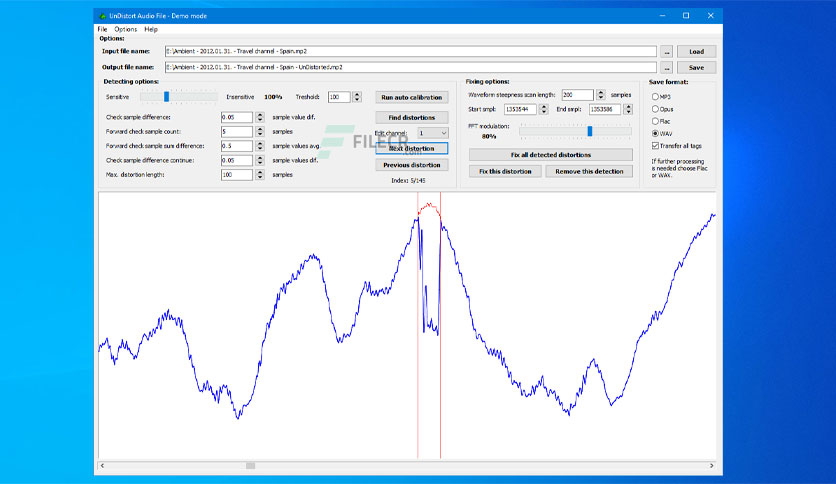 UnDistort Audio File - Demo mode
File Options Help
Options:
Input file name: E:\Ambient - 2012.01.31. - Travel channel - Spain.mp2 ... Load
Output file name: E:\Ambient - 2012.01.31. - Travel channel - Spain - UnDistorted.mp2 ... Save
Detecting options:
Sensitive Insensitive 100% Treshold: 100 Run auto calibration
Check sample difference: 0.05 sample value dif. Find distortions
Forward check sample count: 5 samples Edit channel: 1
Forward check sample sum difference: 0.5 sample values avg. Next distortion
Check sample difference continue: 0.05 sample values dif. Previous distortion
Max. distortion length: 100 samples Index: 5/145
FILECR
Fixing options:
Waveform steepness scan length: 200 samples
Start smpl: 1353544 End smpl: 1353586
FFT modulation:
80%
Fix all detected distortions
Fix this distortion Remove this detection
Save format:
MP3
Opus
Flac
WAV
Transfer all tags
If further processing
is needed choose Flac
or WAV.